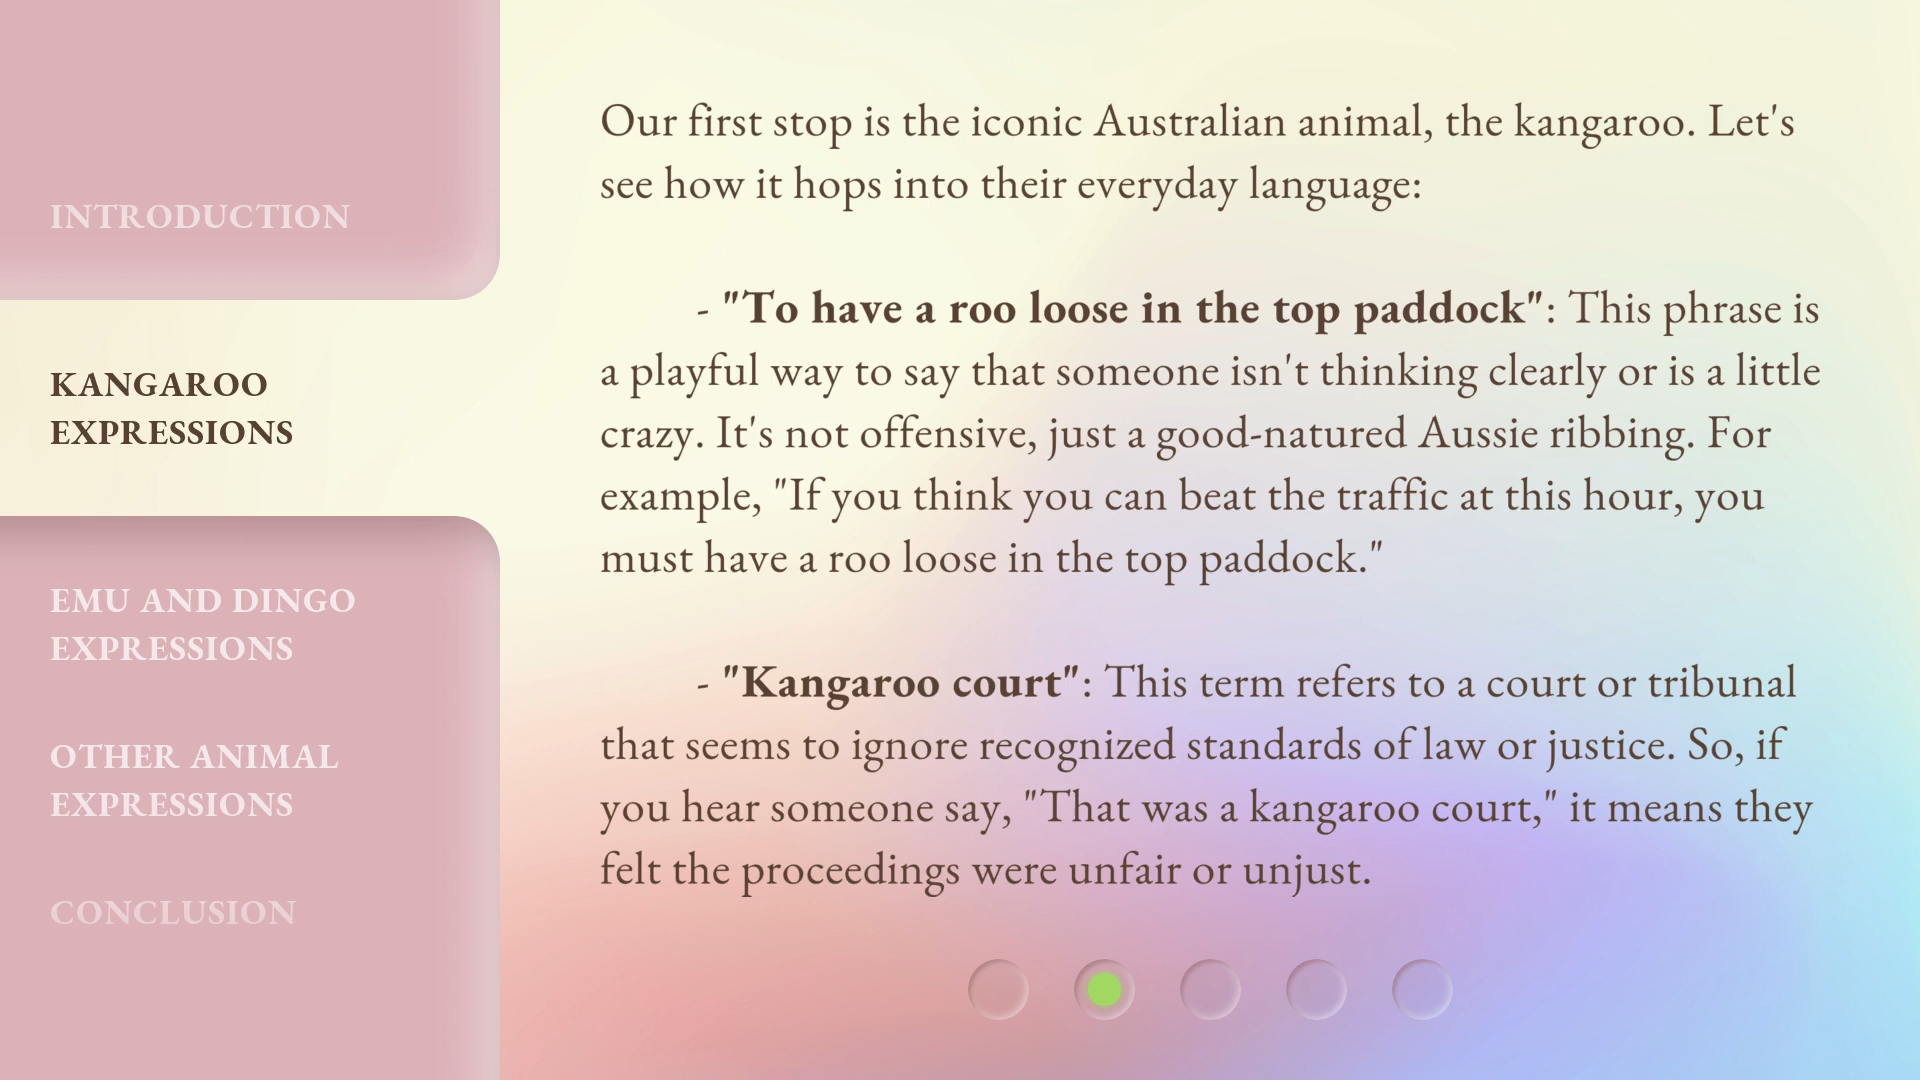 INTRODUCTION
KANGAROO
EXPRESSIONS
EMU AND DINGO
EXPRESSIONS
OTHER ANIMAL
EXPRESSIONS
CONCLUSION
Our first stop is the iconic Australian animal, the kangaroo. Let's
see how it hops into their everyday language:
- "To have a roo loose in the top paddock": This phrase is
a playful way to say that someone isn't thinking clearly or is a little
crazy. It's not offensive, just a good-natured Aussie ribbing. For
example, "If you think you can beat the traffic at this hour, you
must have a roo loose in the top paddock."
- "Kangaroo court": This term refers to a court or tribunal
that seems to ignore recognized standards of law or justice. So, if
you hear someone say, "That was a kangaroo court," it means they
felt the proceedings were unfair or unjust.